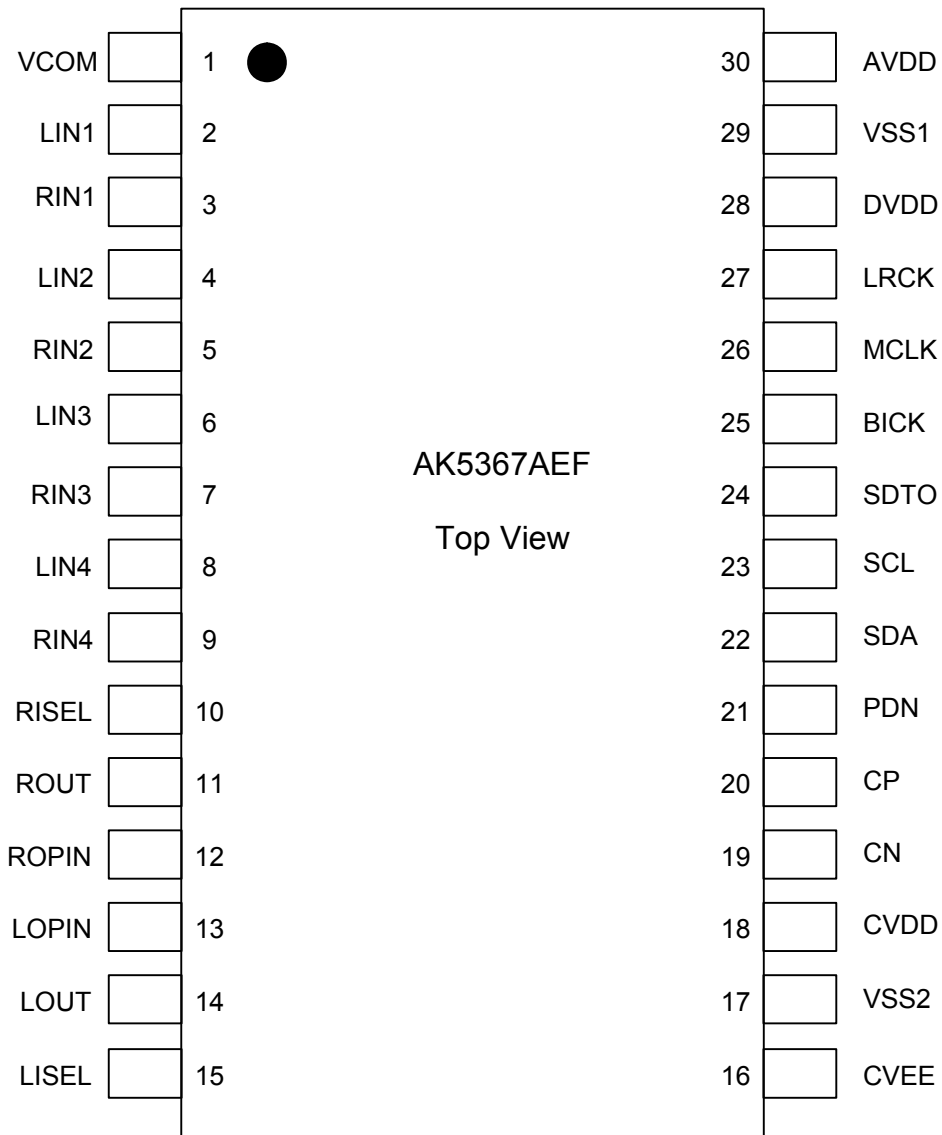 VCOM 1 30 AVDD
LIN1 2 29 VSS1
RIN1 3 28 DVDD
LIN2 4 27 LRCK
RIN2 5 26 MCLK
LIN3 6 25 BICK
AK5367AEF
RIN3 7 24 SDTO
Top View
LIN4 8 23 SCL
RIN4 9 22 SDA
RISEL 10 21 PDN
ROUT 11 20 CP
ROPIN 12 19 CN
LOPIN 13 18 CVDD
LOUT 14 17 VSS2
LISEL 15 16 CVEE